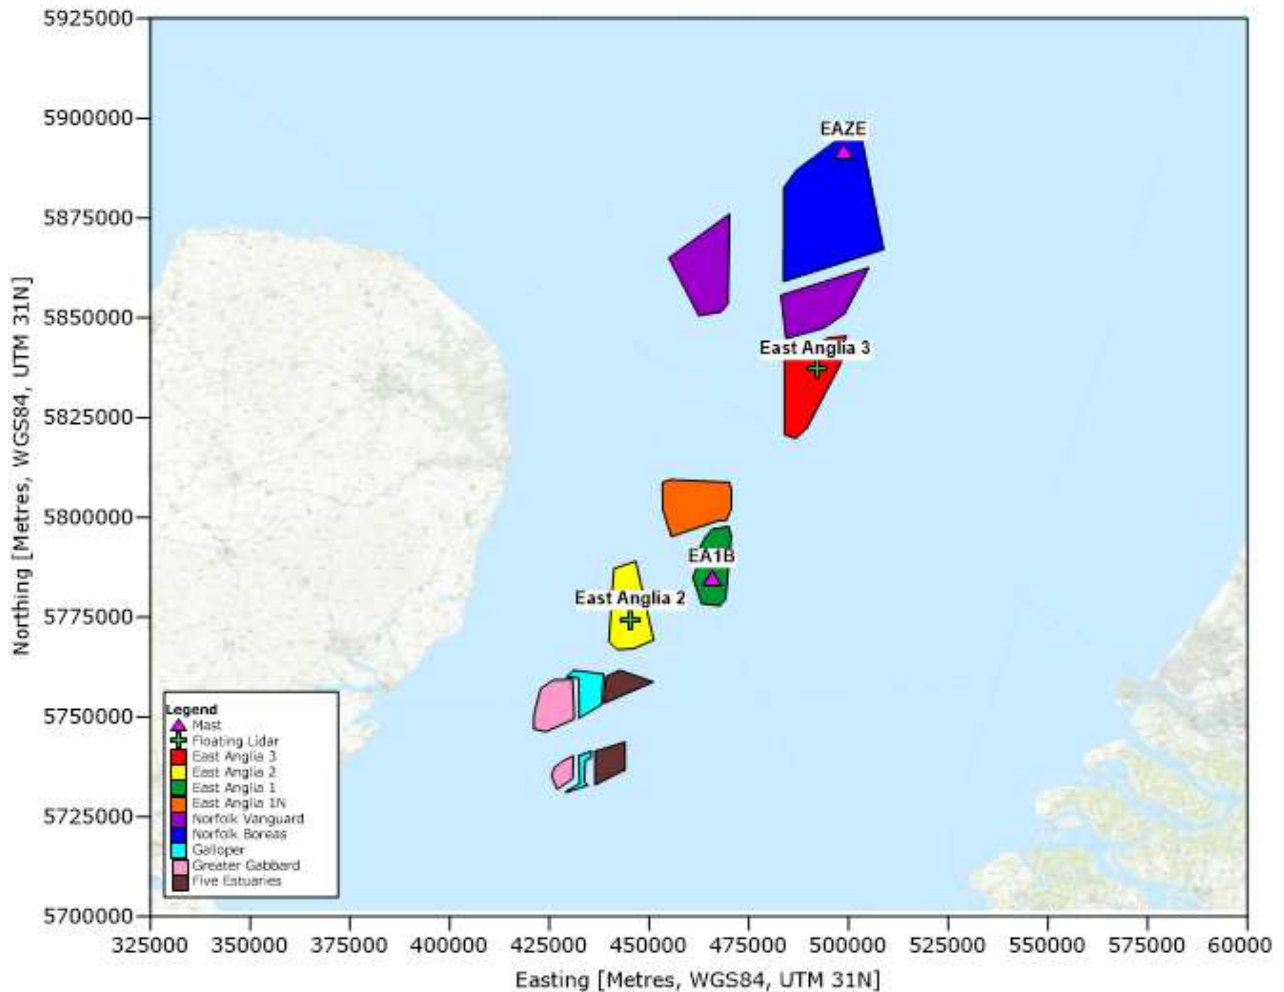 5925000
5900000
5875000
5850000
5825000
5800000
5775000
5750000
5725000
5700000
Northing [Metres, WGS84, UTM 31N]
EAZE
East Anglia 3
EA1B
East Anglia 2
Legend
Mast
Floating Lidar
East Anglia 3
East Anglia 2
East Anglia 1
East Anglia 1N
Norfolk Vanguard
Norfolk Boreas
Galloper
Greater Gabbard
Five Estuaries
325000 350000 375000 400000 425000 450000 475000 500000 525000 550000 575000 60000
Easting [Metres, WGS84, UTM 31N]